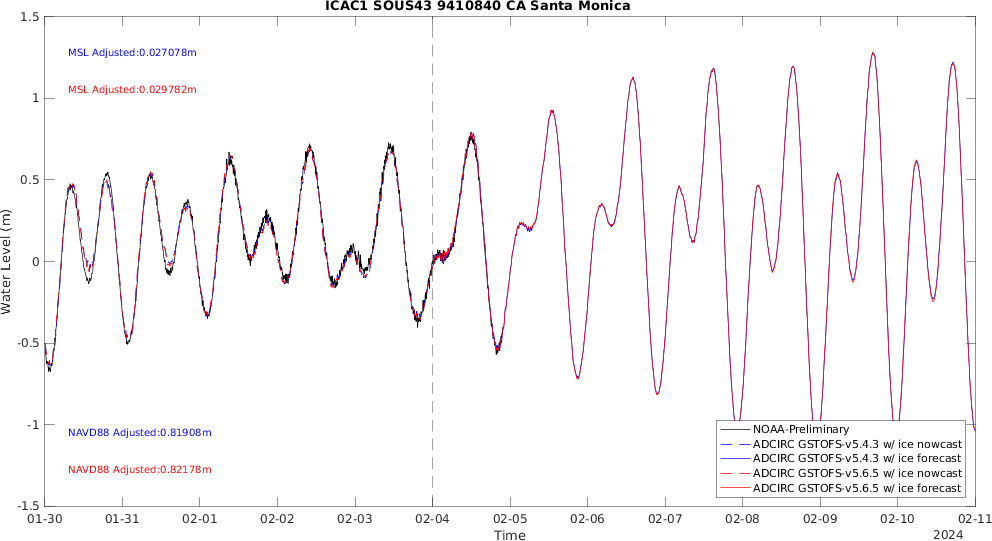 ICAC1 SOUS43 9410840 CA Santa Monica
1.5
1
0.5
0
-0.5
-1
-1.5
Water Level (m)
MSL Adjusted:0.027078m
MSL Adjusted:0.029782m
NAVD88 Adjusted:0.81908m
NAVD88 Adjusted:0.82178m
NOAA-Preliminary
ADCIRC GSTOFS-v5.4.3 w/ ice nowcast
ADCIRC GSTOFS-v5.4.3 w/ ice forecast
ADCIRC GSTOFS-v5.6.5 w/ ice nowcast
ADCIRC GSTOFS-v5.6.5 w/ ice forecast
01-30 01-31 02-01 02-02 02-03 02-04 02-05 02-06 02-07 02-08 02-09 02-10 02-11
Time
2024